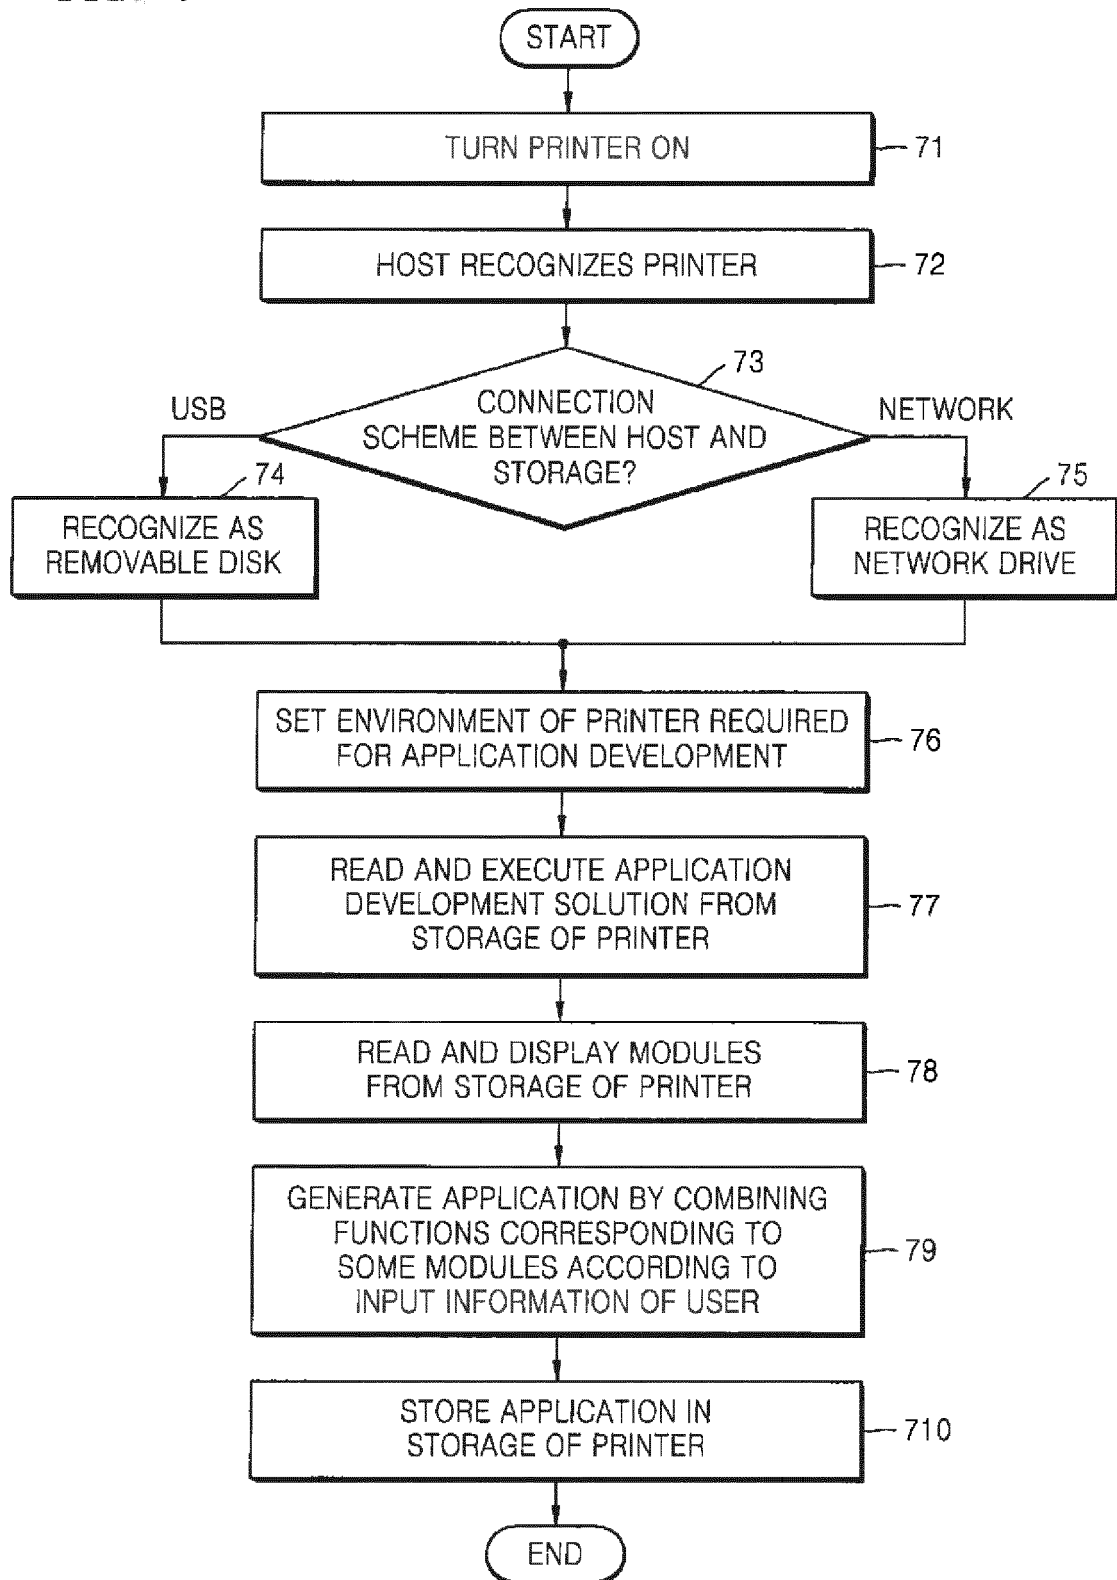 START
TURN PRINTER ON
71
HOST RECOGNIZES PRINTER
72
73
CONNECTION
SCHEME BETWEEN HOST AND
STORAGE?
USB
NETWORK
74
RECOGNIZE AS
REMOVABLE DISK
75
RECOGNIZE AS
NETWORK DRIVE
SET ENVIRONMENT OF PRINTER REQUIRED
FOR APPLICATION DEVELOPMENT
76
READ AND EXECUTE APPLICATION
DEVELOPMENT SOLUTION FROM
STORAGE OF PRINTER
77
READ AND DISPLAY MODULES
FROM STORAGE OF PRINTER
78
GENERATE APPLICATION BY COMBINING
FUNCTIONS CORRESPONDING TO
SOME MODULES ACCORDING TO
INPUT INFORMATION OF USER
79
STORE APPLICATION IN
STORAGE OF PRINTER
710
END